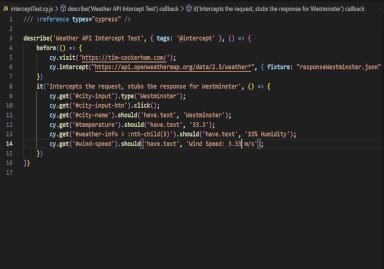 interceptTest.cy.js > describe('Weather API Intercept Test') callback > it('Intercepts the request, stubs the response for Westminster') callback
1 /// <reference types="cypress" />
2
3 describe('Weather API Intercept Test', { tags: '@intercept' }, () => {
4 before(() => {
5 cy.visit('https://tim-cockerham.com/');
6 cy.intercept("https://api.openweathermap.org/data/2.5/weather*", { fixture: "responseWestminster.json"
7 })
8 it('Intercepts the request, stubs the response for Westminster', () => {
9 cy.get('#city-input').type('Westminster');
10 cy.get('#city-input-btn').click();
11 cy.get('#city-name').should('have.text', 'Westminster');
12 cy.get('#temperature').should('have.text', '33.3');
13 cy.get('#weather-info > :nth-child(3)').should('have.text', '33% Humidity');
14 cy.get('#wind-speed').should('have.text', 'Wind Speed: 3.33 m/s');
15 })
16 })
17